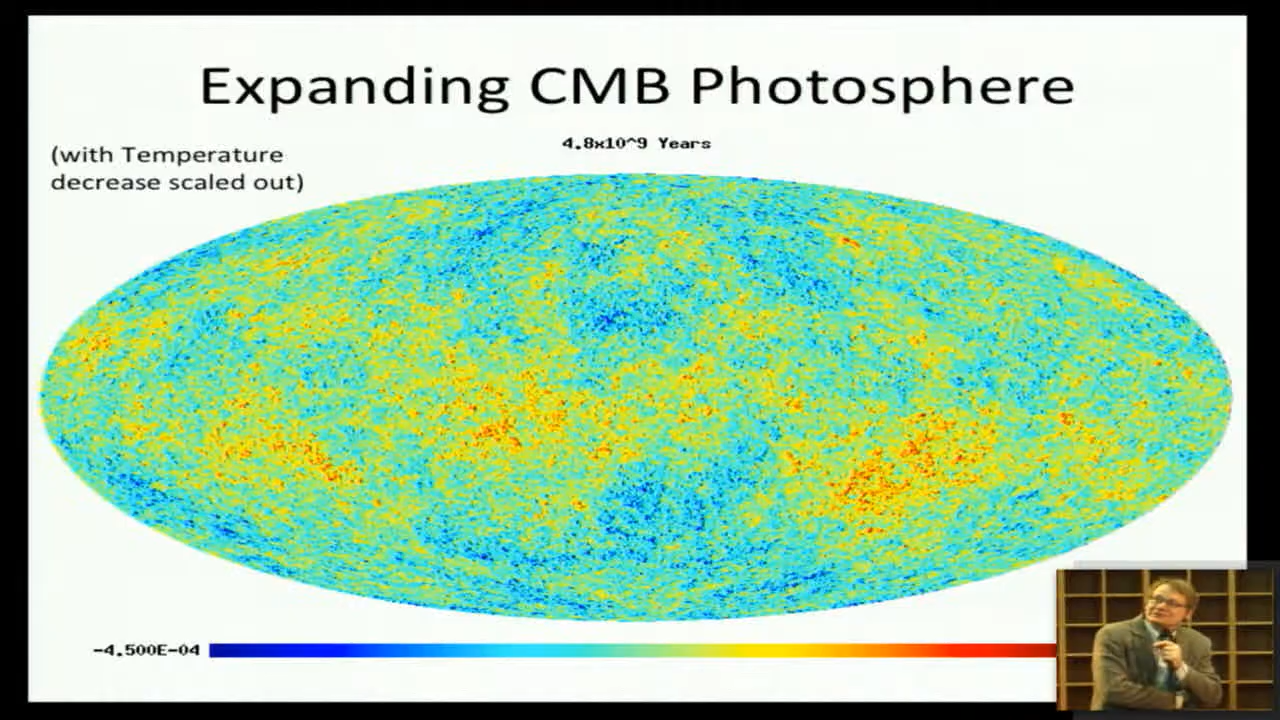 Expanding CMB Photosphere
(with Temperature
decrease scaled out)
4.8x10^9 Years
-4.500E-04